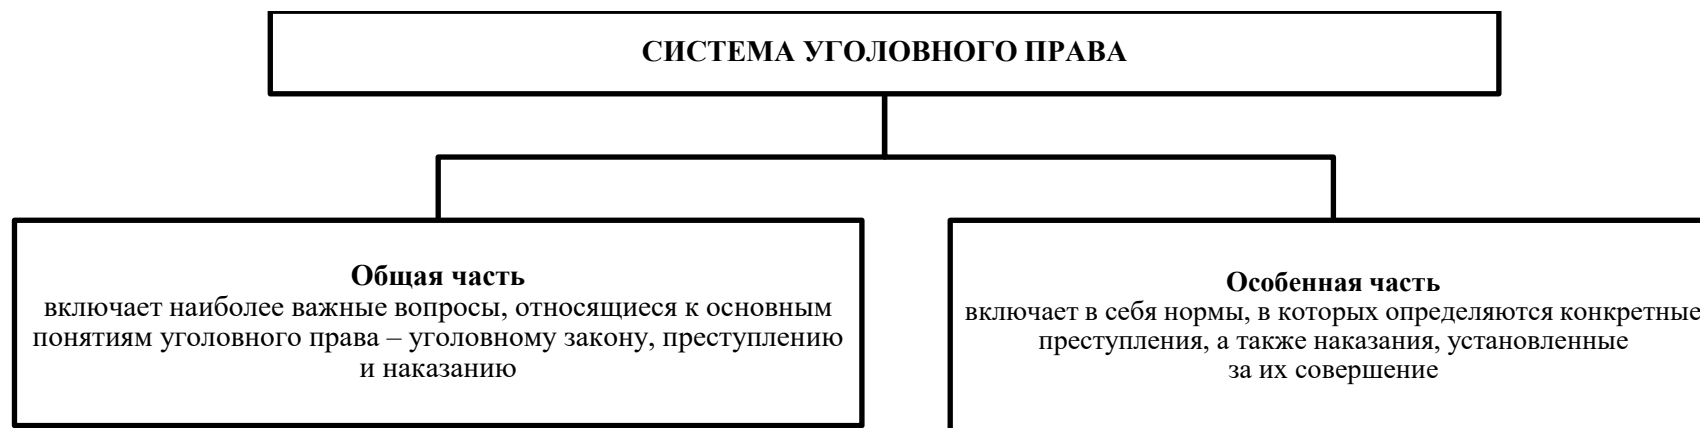 СИСТЕМА УГОЛОВНОГО ПРАВА
Общая часть
включает наиболее важные вопросы, относящиеся к основным
понятиям уголовного права – уголовному закону, преступлению
и наказанию
Особенная часть
включает в себя нормы, в которых определяются конкретные
преступления, а также наказания, установленные
за их совершение